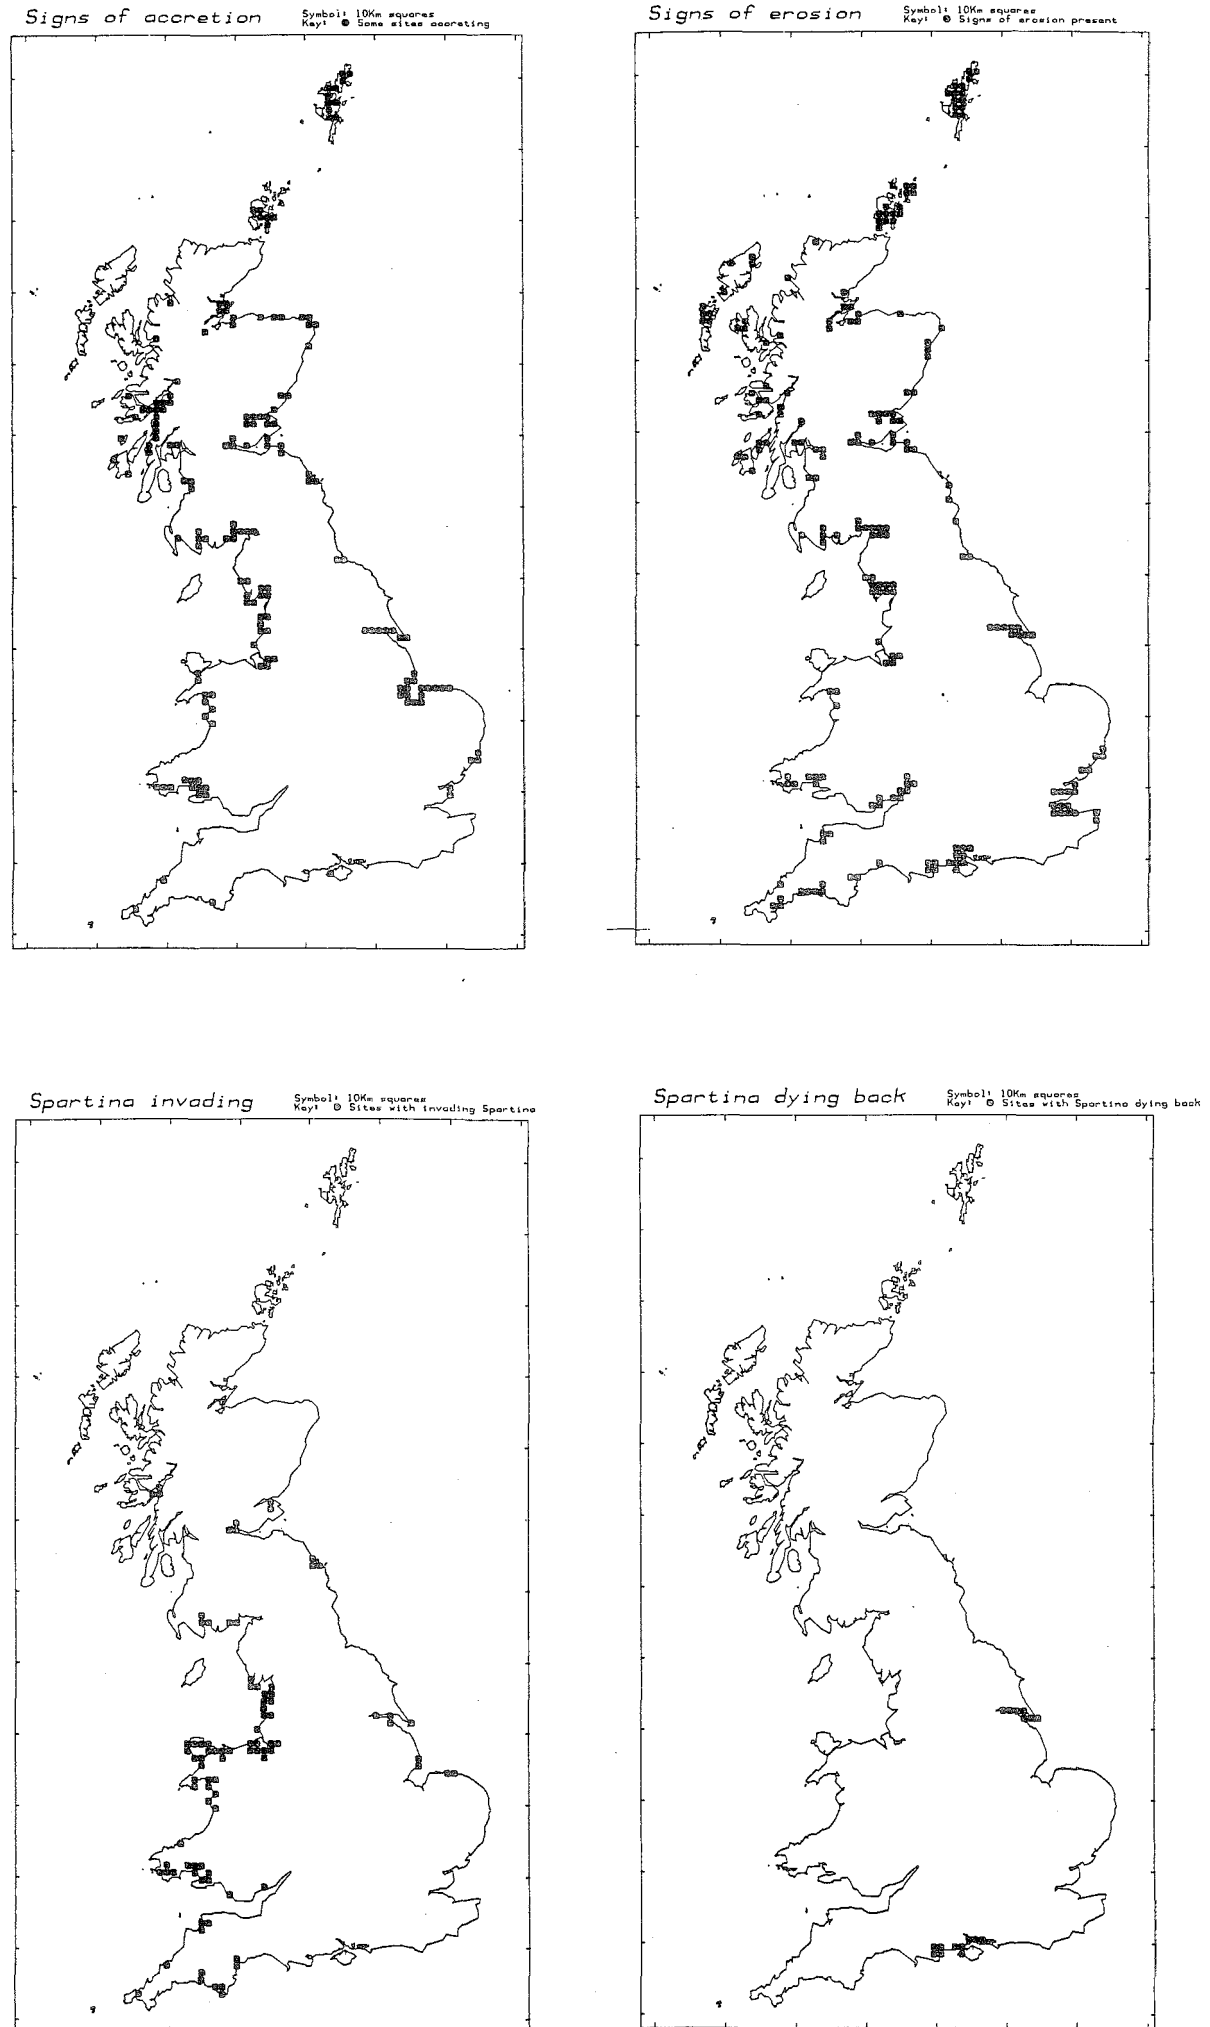 Signs of accretion
Symbol: 10Km squares
Key: Some sites accreting
Signs of erosion
Symbol: 10Km squares
Key: Signs of erosion present
Spartina invading
Symbol: 10Km squares
Key: Sites with invading Spartina
Spartina dying back
Symbol: 10Km squares
Key: Sites with Spartina dying back